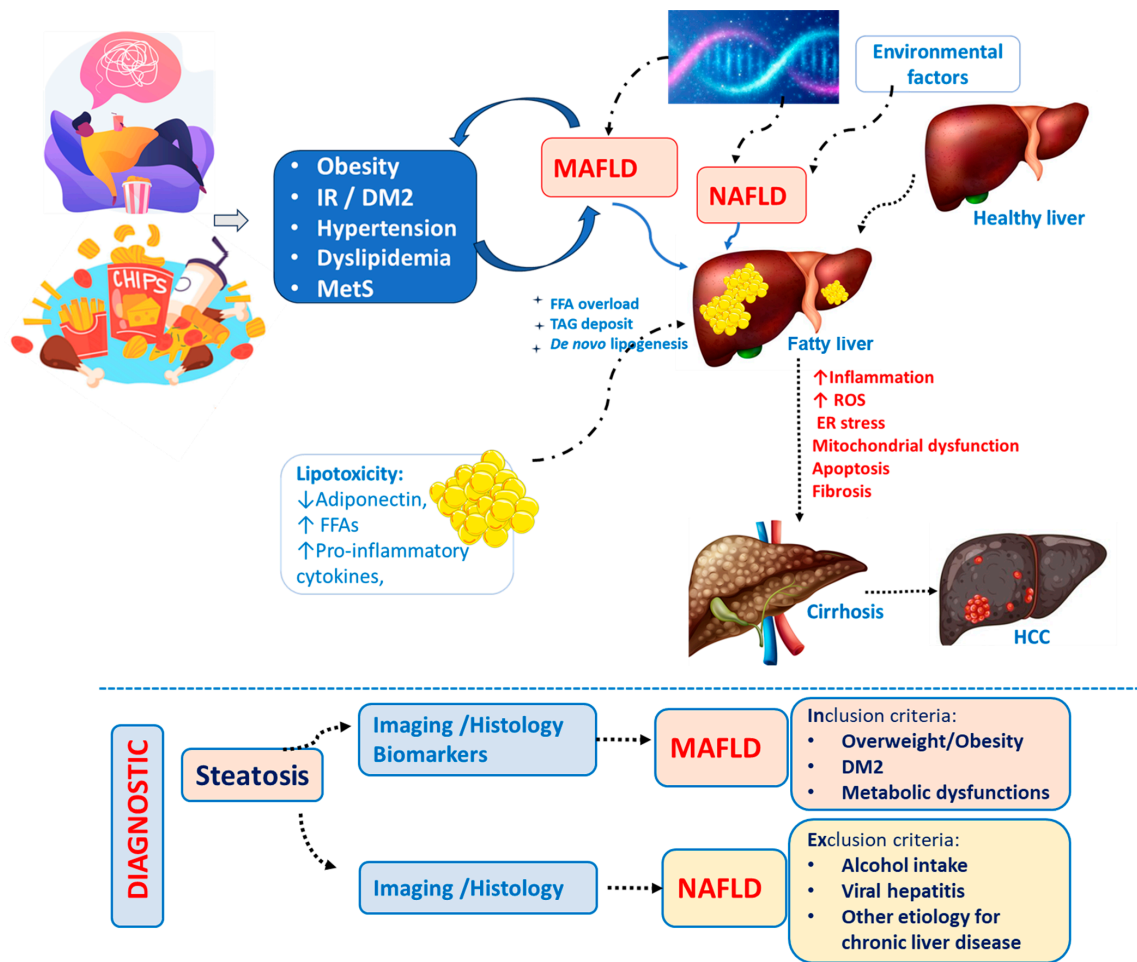 Environmental
factors
CHIPS
• Obesity
• IR / DM2
• Hypertension
• Dyslipidemia
• MetS
MAFLD
NAFLD
Healthy liver
FFA overload
TAG deposit
De novo lipogenesis
Fatty liver
↑Inflammation
↑ ROS
ER stress
Mitochondrial dysfunction
Apoptosis
Fibrosis
Lipotoxicity:
↓Adiponectin,
↑ FFAs
↑Pro-inflammatory
cytokines,
Cirrhosis
HCC
DIAGNOSTIC
Steatosis
Imaging /Histology
Biomarkers
MAFLD
Inclusion criteria:
• Overweight/Obesity
• DM2
• Metabolic dysfunctions
Imaging /Histology
NAFLD
Exclusion criteria:
• Alcohol intake
• Viral hepatitis
• Other etiology for
chronic liver disease